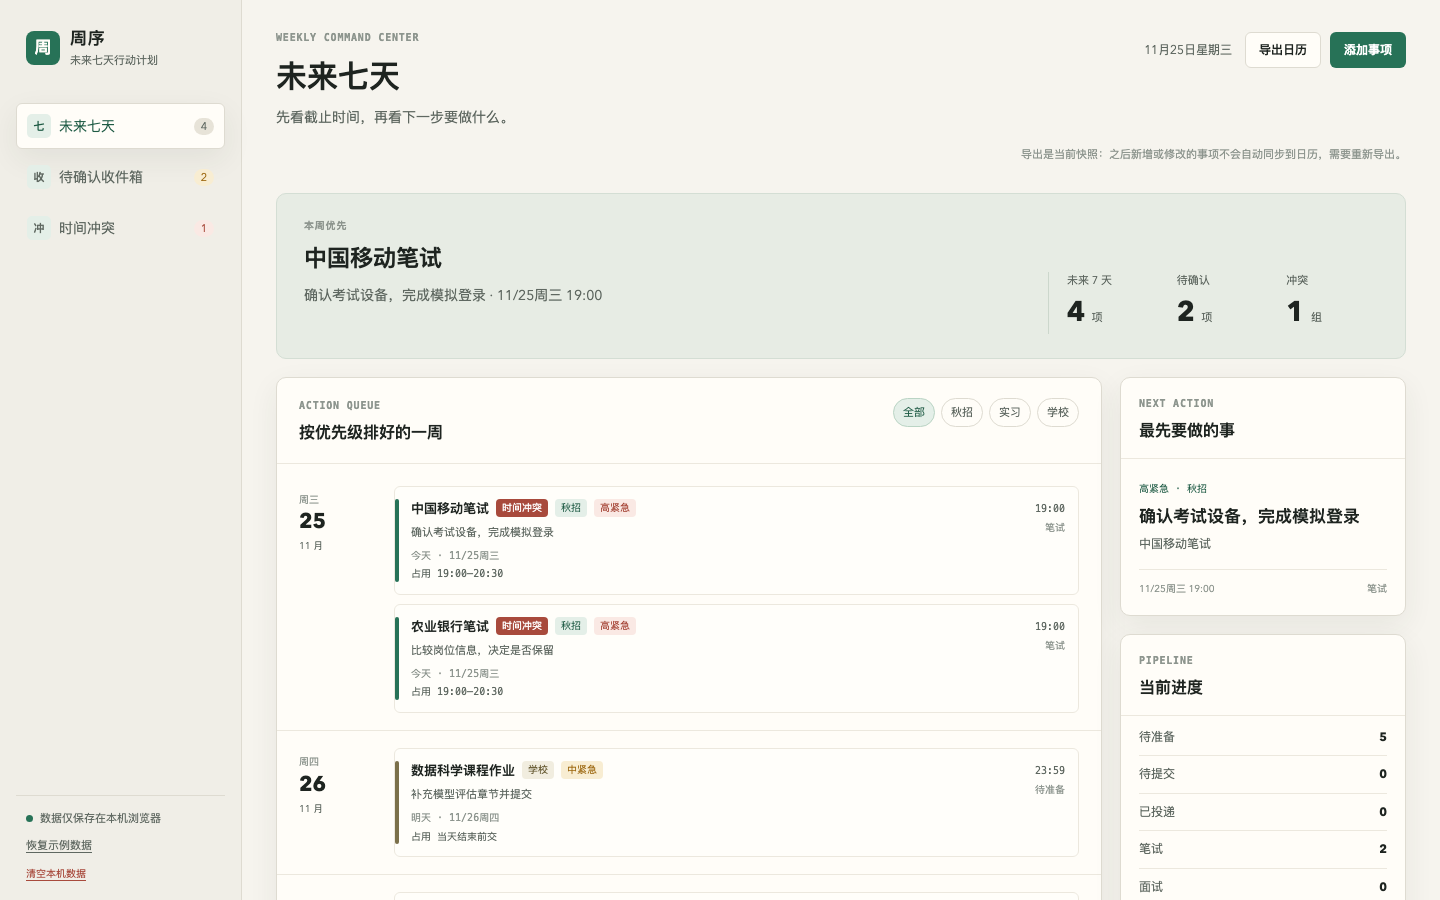 周
周序
未来七天行动计划
七 未来七天 4
收 待确认收件箱 2
冲 时间冲突 1
数据仅保存在本机浏览器
恢复示例数据
清空本机数据
WEEKLY COMMAND CENTER
未来七天
先看截止时间，再看下一步要做什么。
11月25日星期三 导出日历 添加事项
导出是当前快照：之后新增或修改的事项不会自动同步到日历，需要重新导出。
本周优先
中国移动笔试
确认考试设备，完成模拟登录 · 11/25周三 19:00
未来 7 天
4 项
待确认
2 项
冲突
1 组
ACTION QUEUE
按优先级排好的一周
全部 秋招 实习 学校
周三
25
11 月
中国移动笔试 时间冲突 秋招 高紧急
确认考试设备，完成模拟登录
今天 · 11/25周三
占用 19:00–20:30
19:00
笔试
农业银行笔试 时间冲突 秋招 高紧急
比较岗位信息，决定是否保留
今天 · 11/25周三
占用 19:00–20:30
19:00
笔试
周四
26
11 月
数据科学课程作业 学校 中紧急
补充模型评估章节并提交
明天 · 11/26周四
占用 当天结束前交
23:59
待准备
NEXT ACTION
最先要做的事
高紧急 · 秋招
确认考试设备，完成模拟登录
中国移动笔试
11/25周三 19:00 笔试
PIPELINE
当前进度
待准备 5
待提交 0
已投递 0
笔试 2
面试 0